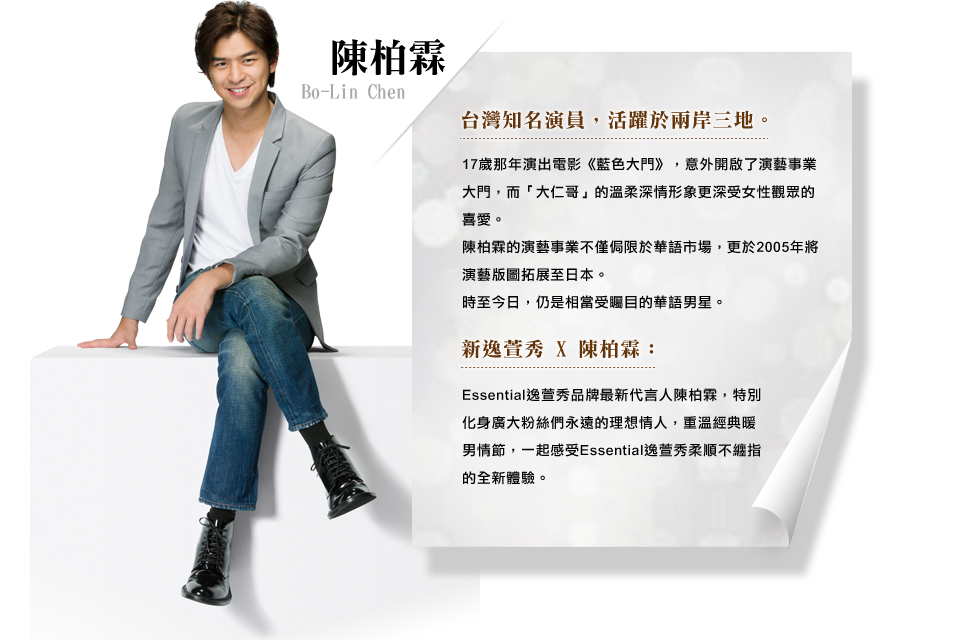 陳柏霖
Bo-Lin Chen
台灣知名演員，活躍於兩岸三地。
17歲那年演出電影《藍色大門》，意外開啟了演藝事業
大門，而「大仁哥」的溫柔深情形象更深受女性觀眾的
喜愛。
陳柏霖的演藝事業不僅侷限於華語市場，更於2005年將
演藝版圖拓展至日本。
時至今日，仍是相當受矚目的華語男星。
新逸萱秀 X 陳柏霖：
Essential逸萱秀品牌最新代言人陳柏霖，特別
化身廣大粉絲們永遠的理想情人，重溫經典暖
男情節，一起感受Essential逸萱秀柔順不纏指
的全新體驗。